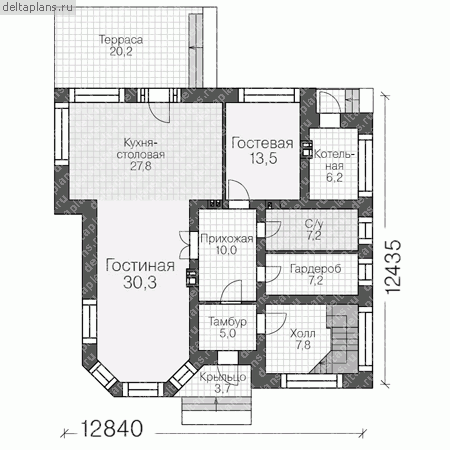 deltaplans.ru
Терраса
20,2
Кухня-
столовая
27,8
Гостевая
13,5
Котель-
ная
6,2
Прихожая
10.0
С/у
7,2
Гостиная
30,3
Гардероб
7,2
Тамбур
5,0
Холл
7,8
Крыльцо
3,7
12435
12840